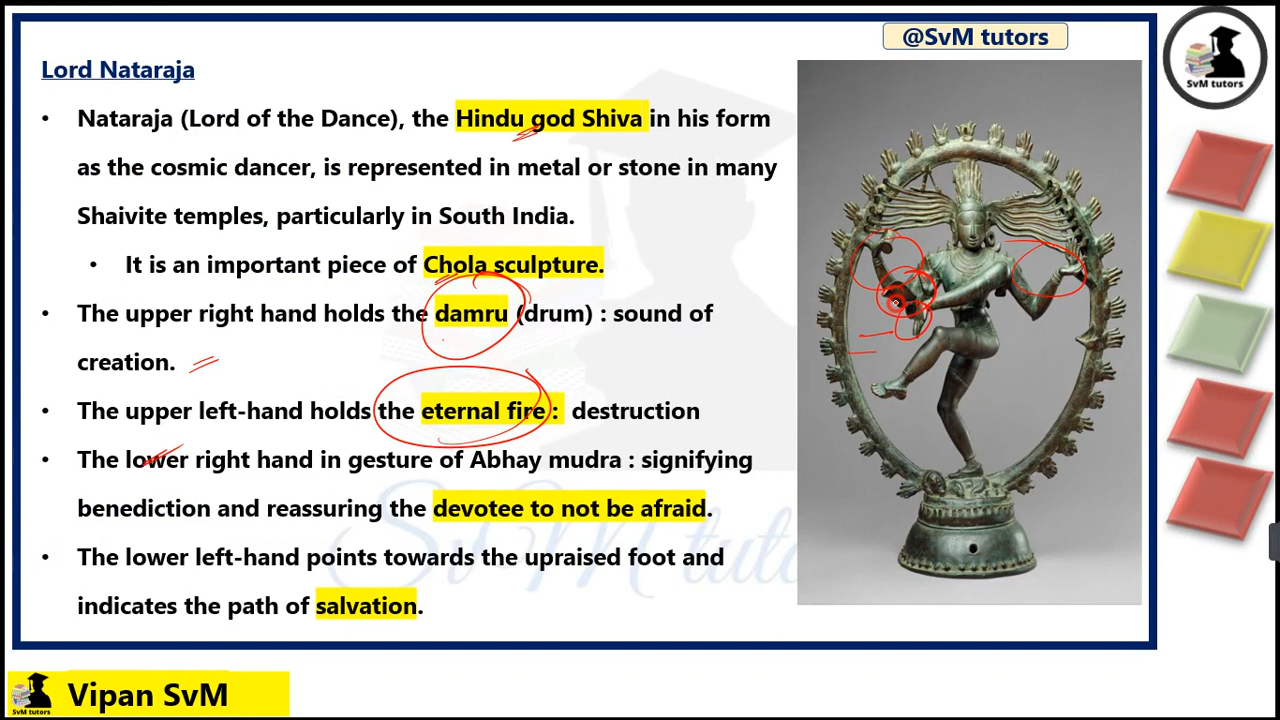 @SvM tutors
SvM tutors
Lord Nataraja
• Nataraja (Lord of the Dance), the Hindu god Shiva in his form
as the cosmic dancer, is represented in metal or stone in many
Shaivite temples, particularly in South India.
• It is an important piece of Chola sculpture.
• The upper right hand holds the damru (drum) : sound of
creation.
• The upper left-hand holds the eternal fire : destruction
• The lower right hand in gesture of Abhay mudra : signifying
benediction and reassuring the devotee to not be afraid.
• The lower left-hand points towards the upraised foot and
indicates the path of salvation.
SvM tutors
SvM tutors
Vipan SvM